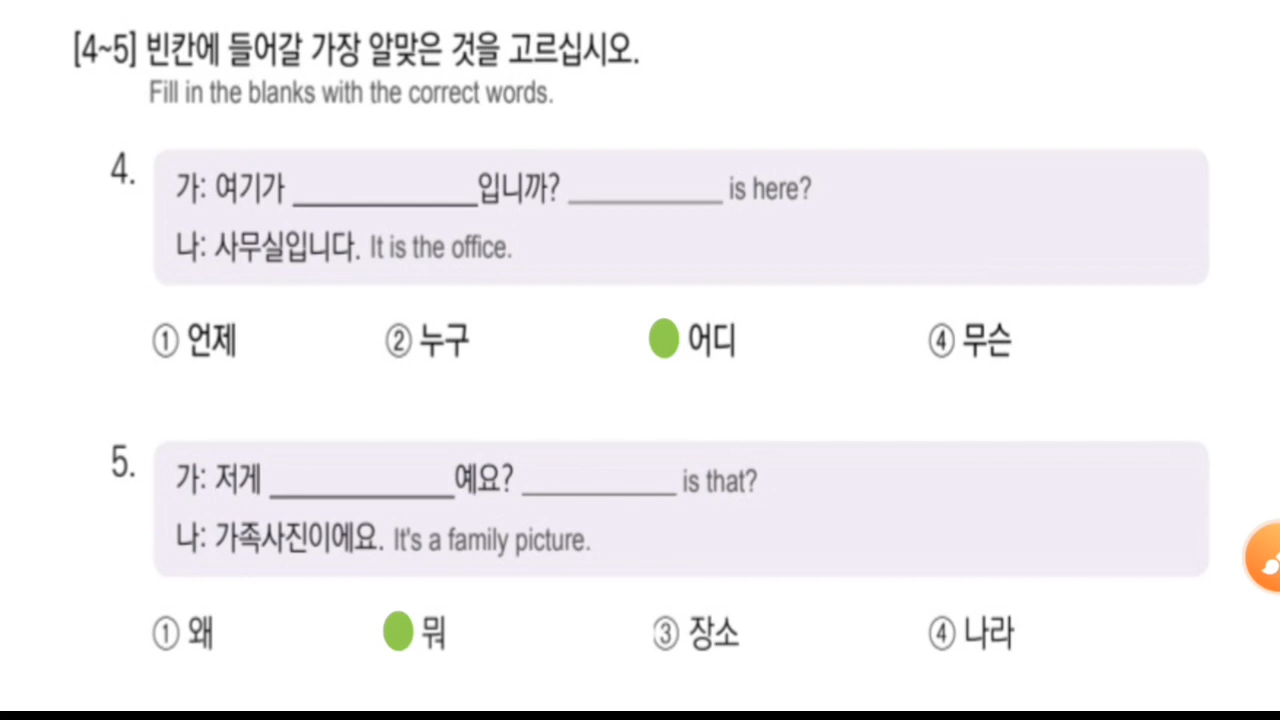 [4~5] 빈칸에 들어갈 가장 알맞은 것을 고르십시오.
Fill in the blanks with the correct words.
4.
가: 여기가 __________입니까? __________ is here?
나: 사무실입니다. It is the office.
① 언제 ② 누구 어디 ④ 무슨
5.
가: 저게 __________예요? __________ is that?
나: 가족사진이에요. It's a family picture.
① 왜 뭐 ③ 장소 ④ 나라